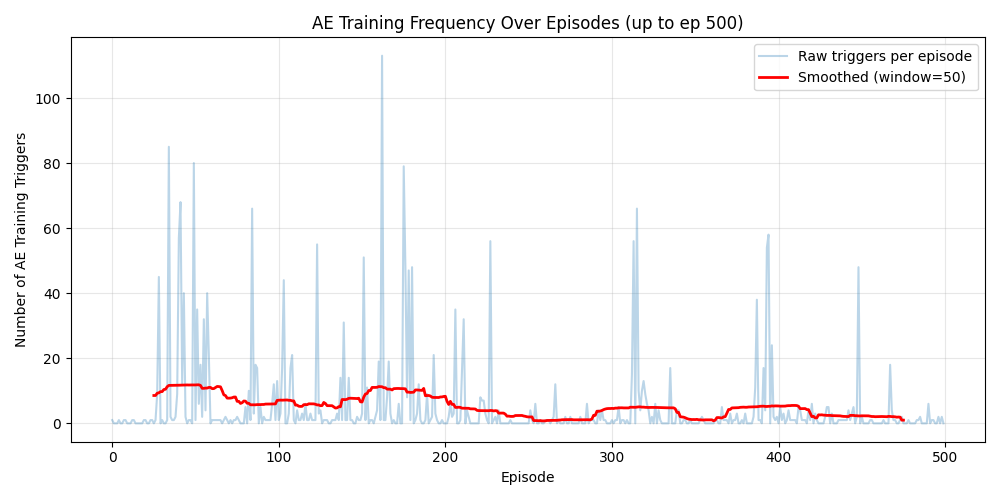 AE Training Frequency Over Episodes (up to ep 500)
Raw triggers per episode
Smoothed (window=50)
Number of AE Training Triggers
100
80
60
40
20
0
0 100 200 300 400 500
Episode